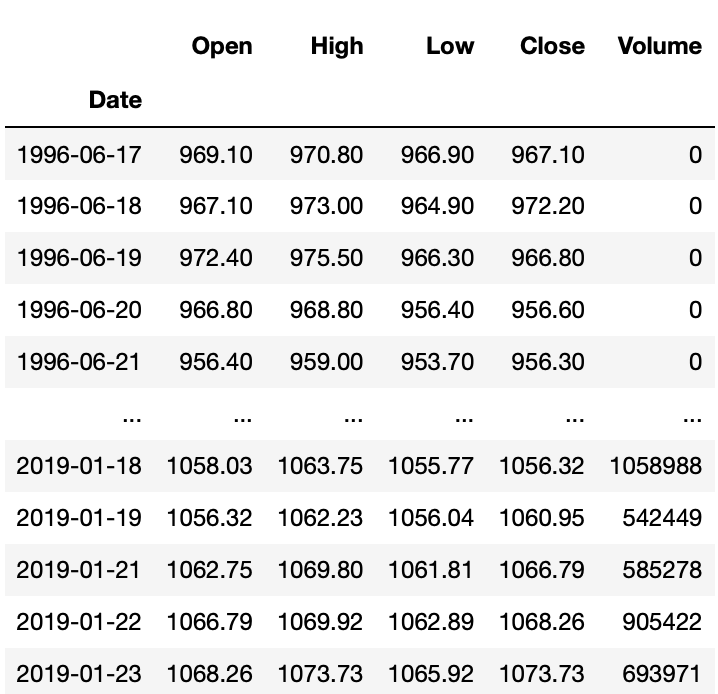 Open High Low Close Volume
Date
1996-06-17 969.10 970.80 966.90 967.10 0
1996-06-18 967.10 973.00 964.90 972.20 0
1996-06-19 972.40 975.50 966.30 966.80 0
1996-06-20 966.80 968.80 956.40 956.60 0
1996-06-21 956.40 959.00 953.70 956.30 0
... ... ... ... ... ...
2019-01-18 1058.03 1063.75 1055.77 1056.32 1058988
2019-01-19 1056.32 1062.23 1056.04 1060.95 542449
2019-01-21 1062.75 1069.80 1061.81 1066.79 585278
2019-01-22 1066.79 1069.92 1062.89 1068.26 905422
2019-01-23 1068.26 1073.73 1065.92 1073.73 693971